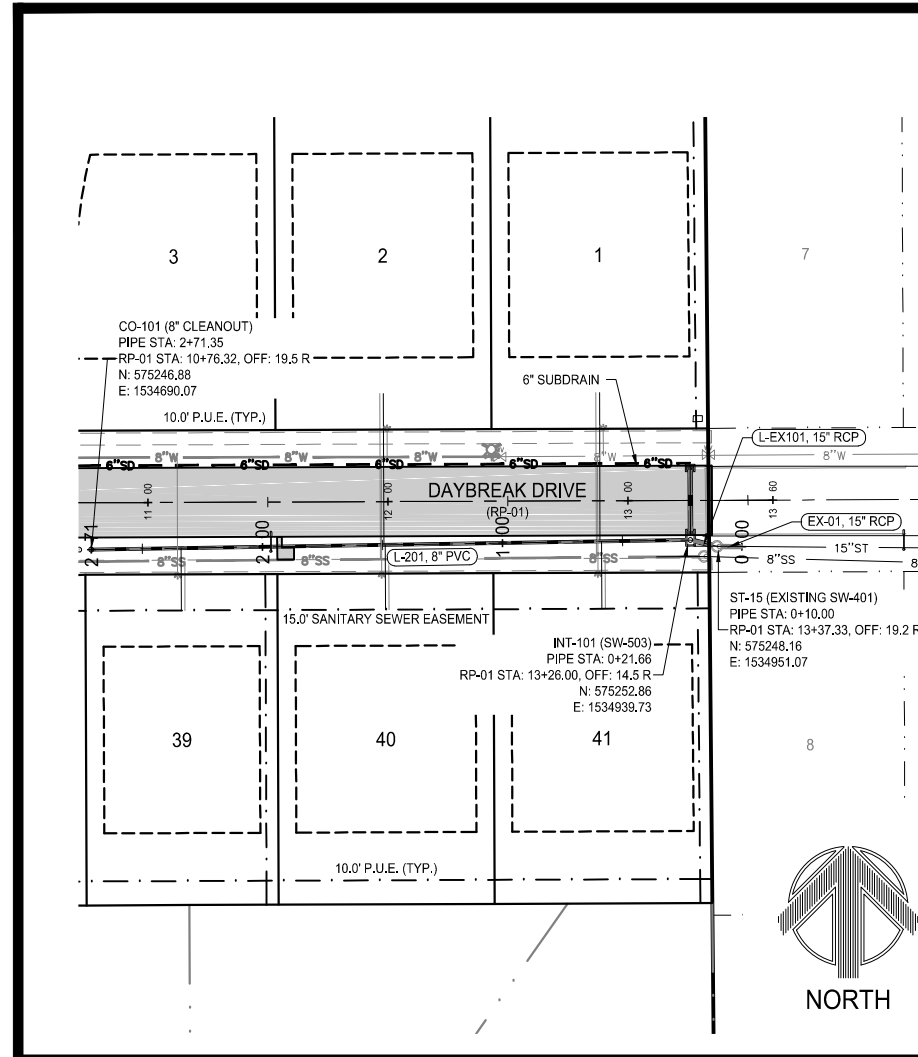 3
2
1
7
CO-101 (8" CLEANOUT)
PIPE STA: 2+71.35
RP-01 STA: 10+76.32, OFF: 19.5 R
N: 575246.88
E: 1534690.07
6" SUBDRAIN
10.0' P.U.E. (TYP.)
L-EX101, 15" RCP
8"W
8"W
8"W
8"W
8"W
6"SD
6"SD
6"SD
6"SD
6"SD
DAYBREAK DRIVE
(RP-01)
11+00
12+00
13+00
13+60
EX-01, 15" RCP
2+71
2+00
1+00
0+00
15"ST
L-201, 8" PVC
8"SS
8"SS
8"SS
8"SS
8
ST-15 (EXISTING SW-401)
PIPE STA: 0+10.00
RP-01 STA: 13+37.33, OFF: 19.2 R
N: 575248.16
E: 1534951.07
15.0' SANITARY SEWER EASEMENT
INT-101 (SW-503)
PIPE STA: 0+21.66
RP-01 STA: 13+26.00, OFF: 14.5 R
N: 575252.86
E: 1534939.73
39
40
41
8
10.0' P.U.E. (TYP.)
NORTH